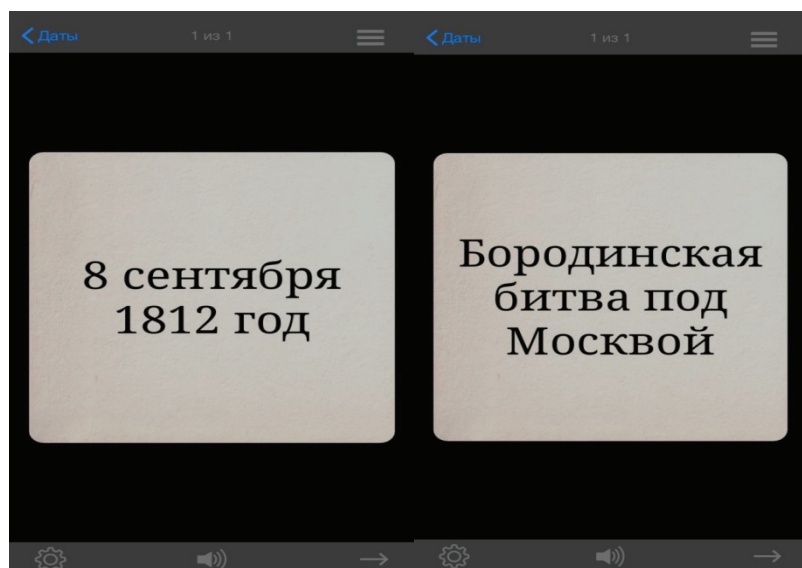 Даты
1 из 1
8 сентября
1812 год
Даты
1 из 1
Бородинская
битва под
Москвой